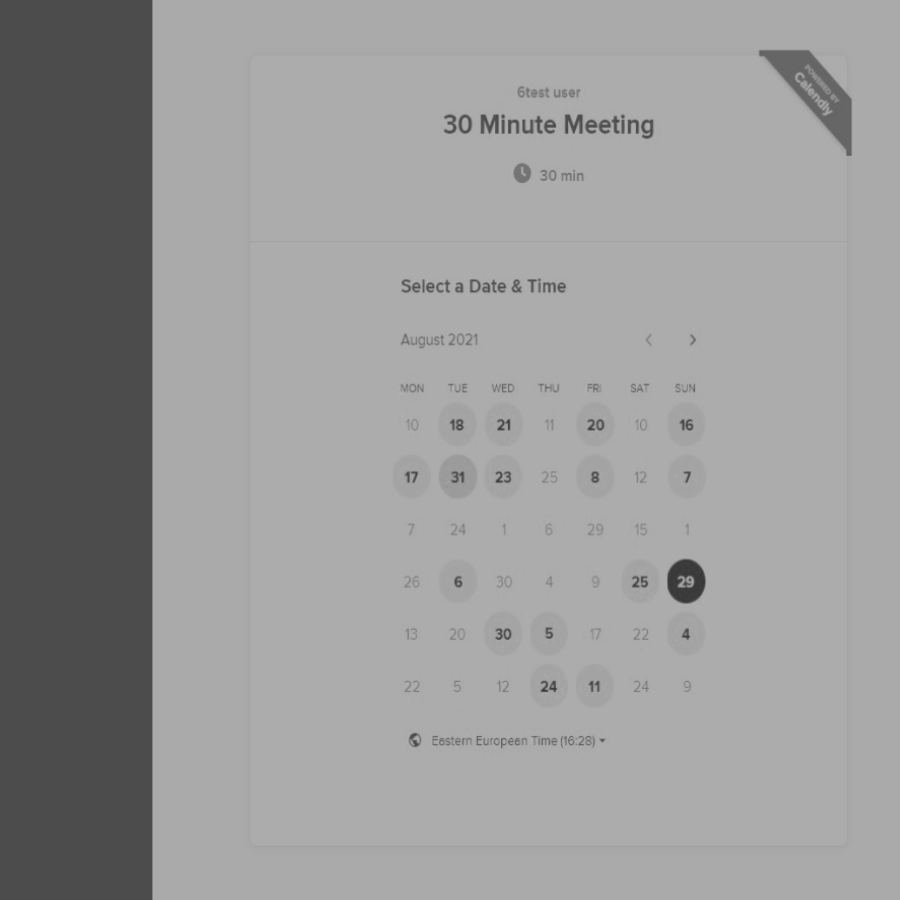 POWERED BY
Calendly
6test user
30 Minute Meeting
30 min
Select a Date & Time
August 2021
MON TUE WED THU FRI SAT SUN
10 18 21 11 20 10 16
17 31 23 25 8 12 7
7 24 1 6 29 15 1
26 6 30 4 9 25 29
13 20 30 5 17 22 4
22 5 12 24 11 24 9
Eastern European Time (16:28)